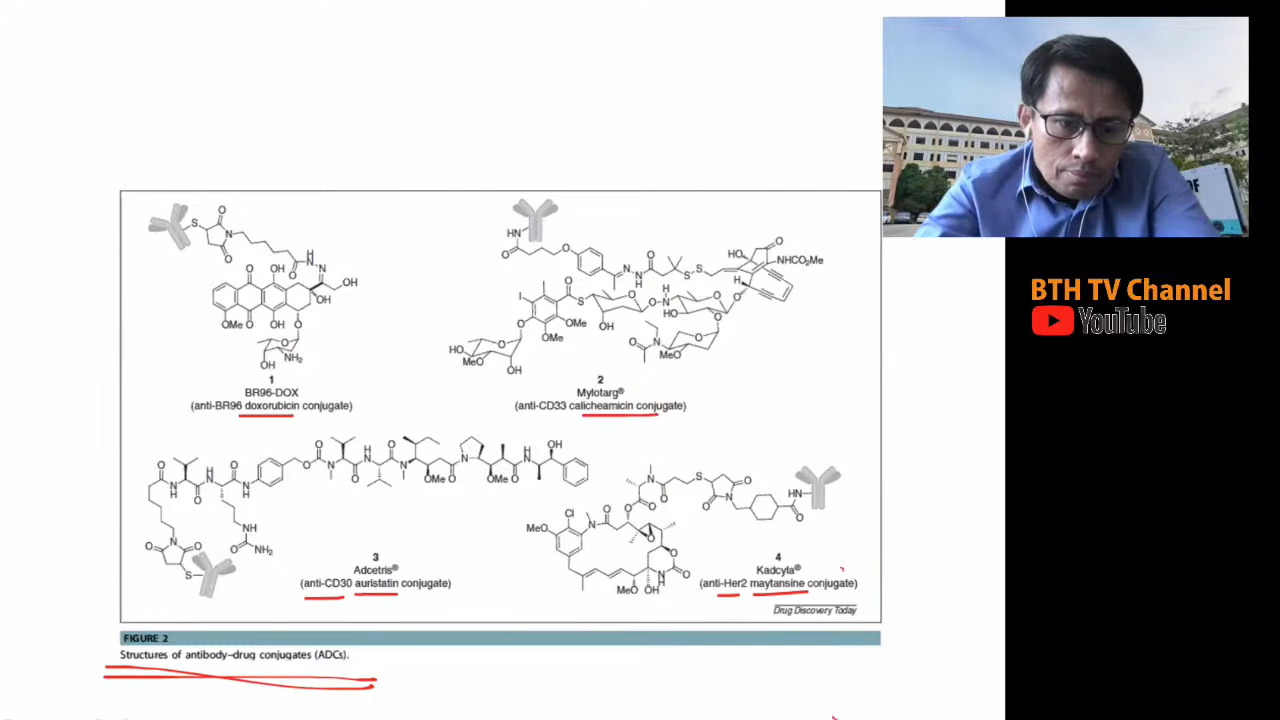 1
BR96-DOX
(anti-BR96 doxorubicin conjugate)
2
Mylotarg®
(anti-CD33 calicheamicin conjugate)
3
Adcetris®
(anti-CD30 auristatin conjugate)
4
Kadcyla®
(anti-Her2 maytansine conjugate)
Drug Discovery Today
FIGURE 2
Structures of antibody–drug conjugates (ADCs).
BTH TV Channel
YouTube